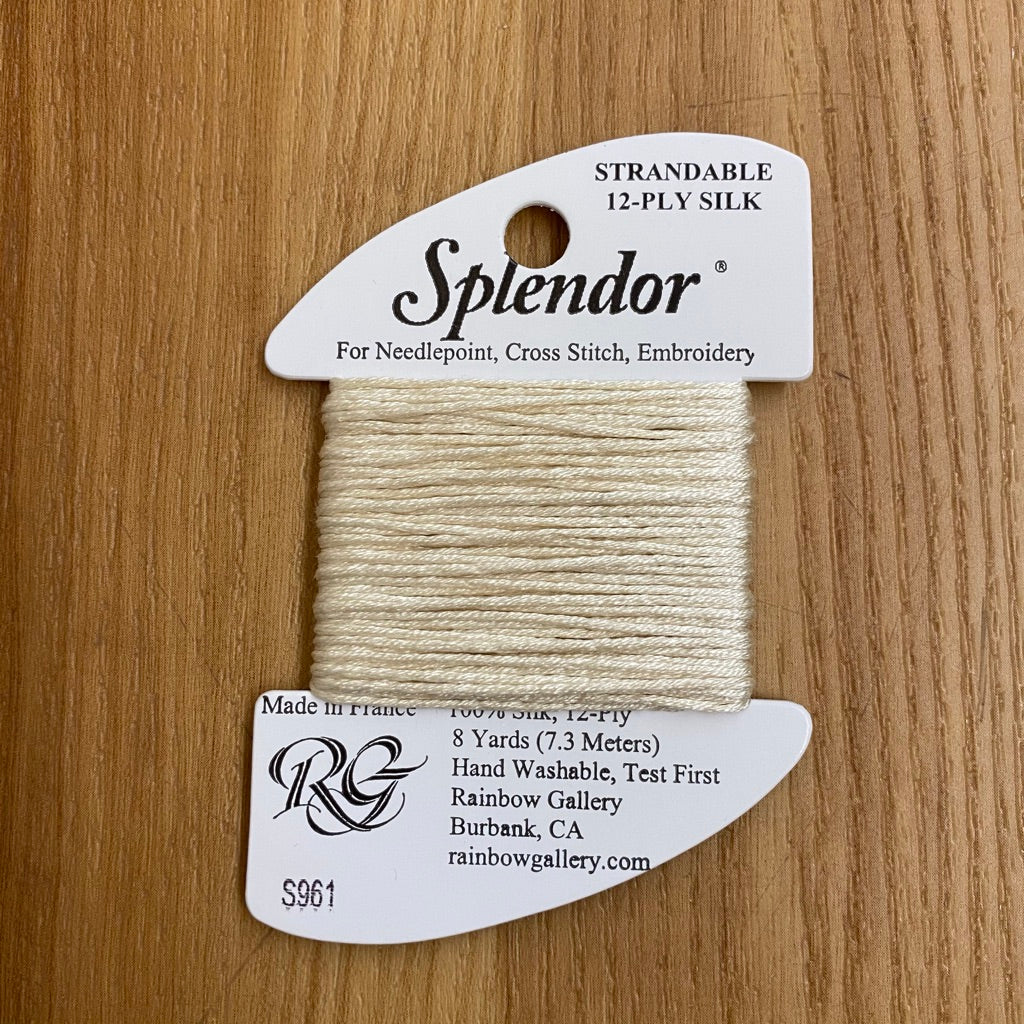 STRANDABLE
12-PLY SILK
Splendor ®
For Needlepoint, Cross Stitch, Embroidery
Made in France
100% Silk, 12-Ply
8 Yards (7.3 Meters)
Hand Washable, Test First
Rainbow Gallery
Burbank, CA
rainbowgallery.com
RG
S961